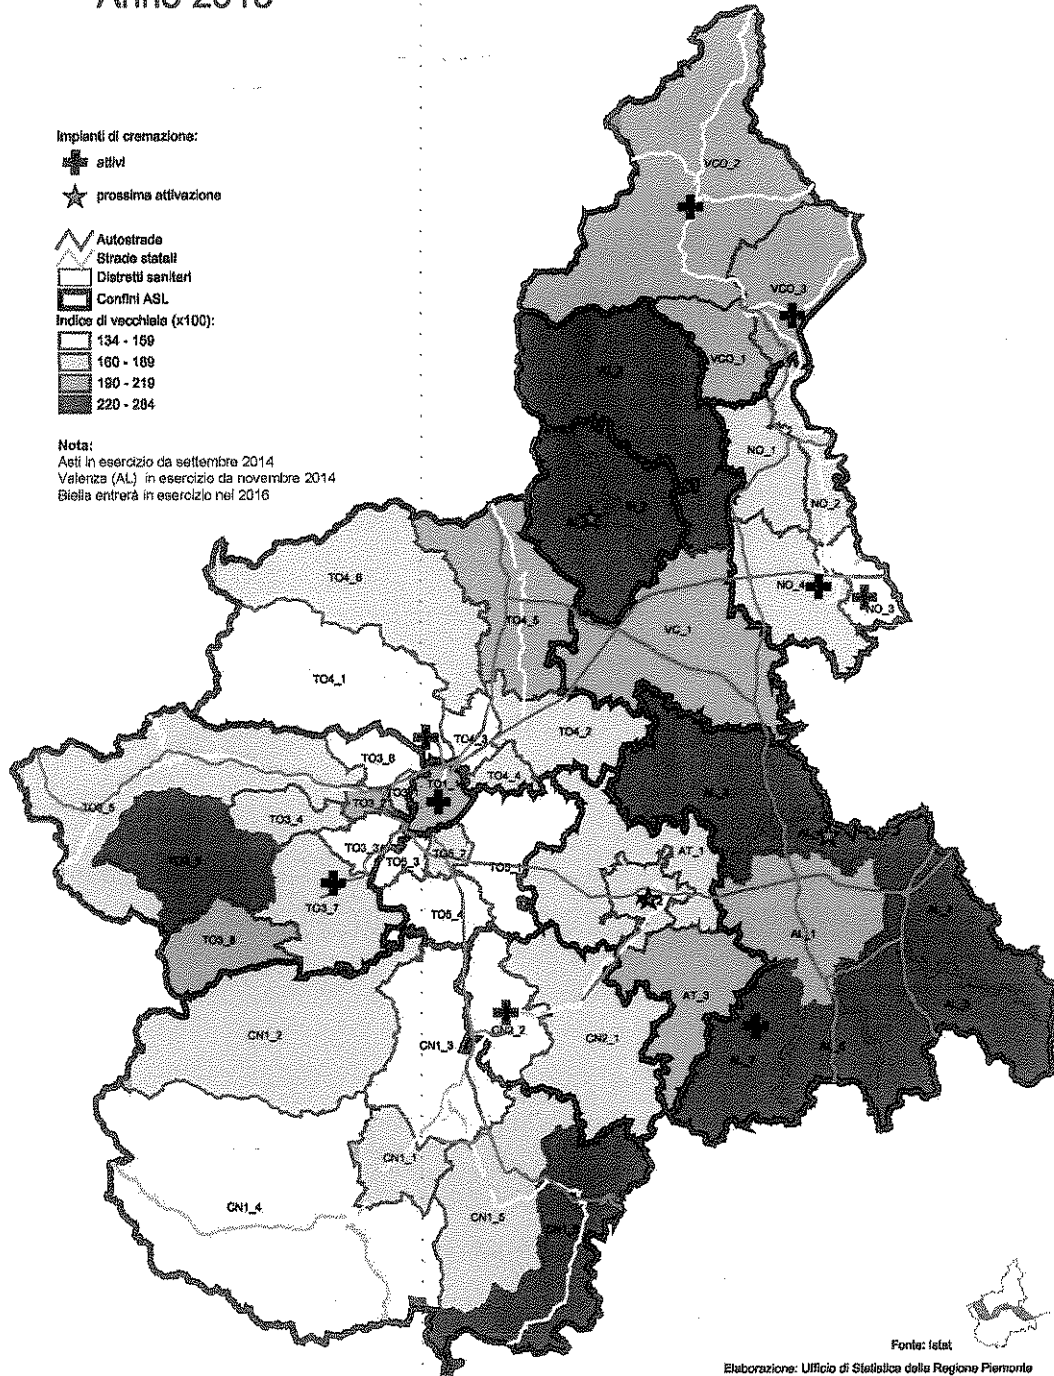 Anno 2013
Impianti di cremazione:
attivi
prossima attivazione
Autostrade
Strade statali
Distretti sanitari
Confini ASL
Indice di vecchiaia (x100):
134 - 159
160 - 189
190 - 219
220 - 284
Nota:
Asti in esercizio da settembre 2014
Valenza (AL) in esercizio da novembre 2014
Biella entrerà in esercizio nel 2016
VCO_2
VCO_3
VCO_1
NO_1
NO_2
NO_4
NO_3
TO4_6
TO4_5
VC_1
TO4_1
TO4_2
TO4_3
TO3_6
TO4_4
TO3_4
TO3_3
TO5_3
AT_1
TO3_7
TO5_4
TO3_8
AL_1
AT_3
CN1_2
CN1_3
CN2_2
CN2_1
CN1_1
CN1_4
CN1_5
Fonte: Istat
Elaborazione: Ufficio di Statistica della Regione Piemonte